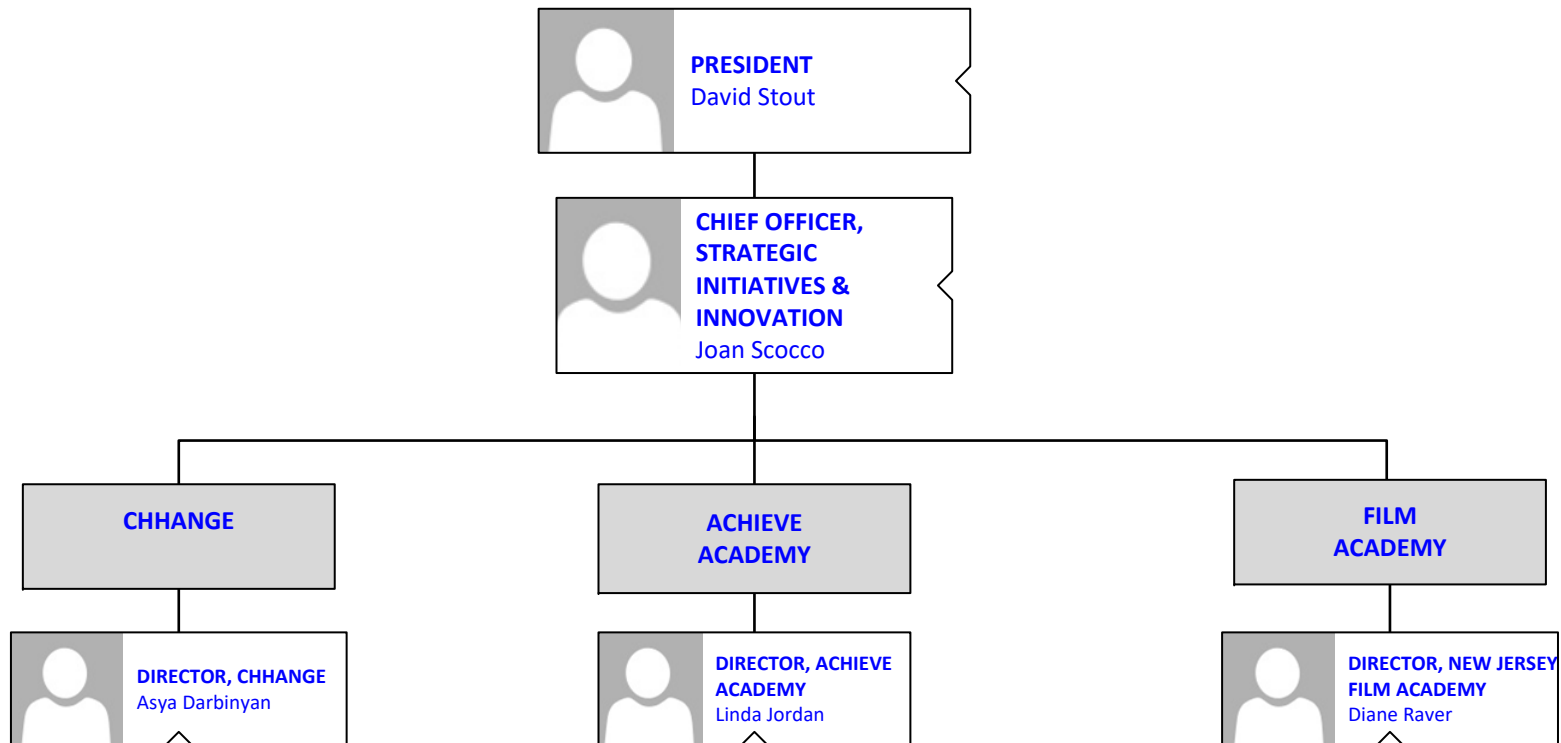 PRESIDENT
David Stout
CHIEF OFFICER,
STRATEGIC
INITIATIVES &
INNOVATION
Joan Scocco
CHHANGE
ACHIEVE
ACADEMY
FILM
ACADEMY
DIRECTOR, CHHANGE
Asya Darbinyan
DIRECTOR, ACHIEVE
ACADEMY
Linda Jordan
DIRECTOR, NEW JERSEY
FILM ACADEMY
Diane Raver